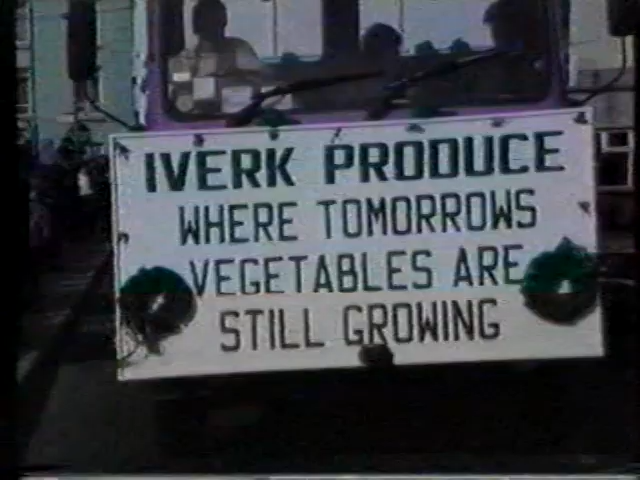 IVERK PRODUCE
WHERE TOMORROWS
VEGETABLES ARE
STILL GROWING